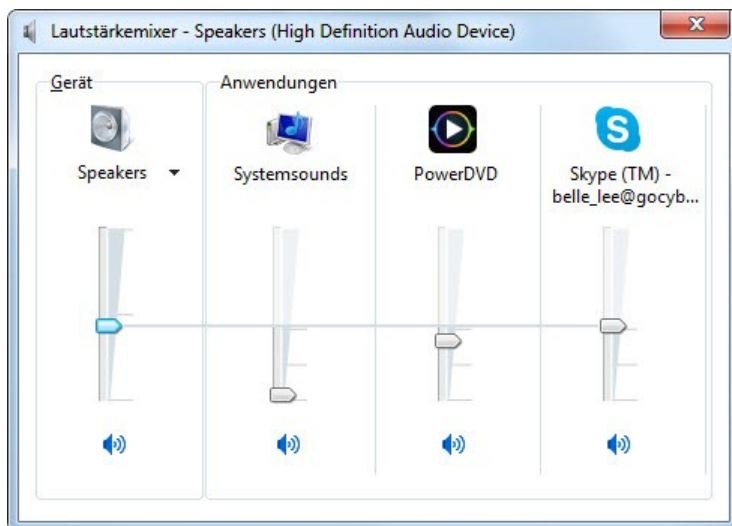 Lautstärkemixer - Speakers (High Definition Audio Device)
Gerät
Anwendungen
Speakers
Systemsounds
PowerDVD
Skype (TM) -
belle_lee@gocyb...